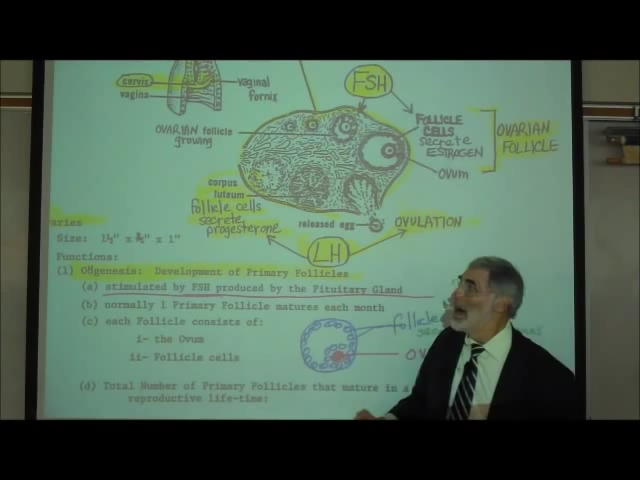 FSH
cervix
vagina
vaginal
fornix
OVARIAN follicle
growing
FOLLICLE
CELLS
secrete
ESTROGEN
OVARIAN
FOLLICLE
OVUM
corpus
luteum
follicle cells
secrete
progesterone
released egg
OVULATION
LH
varies
Size: 1½" x ¾" x 1"
Functions:
(1) OOgenesis: Development of Primary Follicles
(a) stimulated by FSH produced by the Pituitary Gland
(b) normally 1 Primary Follicle matures each month
(c) each Follicle consists of:
follicle
i- the Ovum
ii- Follicle cells
(d) Total Number of Primary Follicles that mature in a
reproductive life-time: